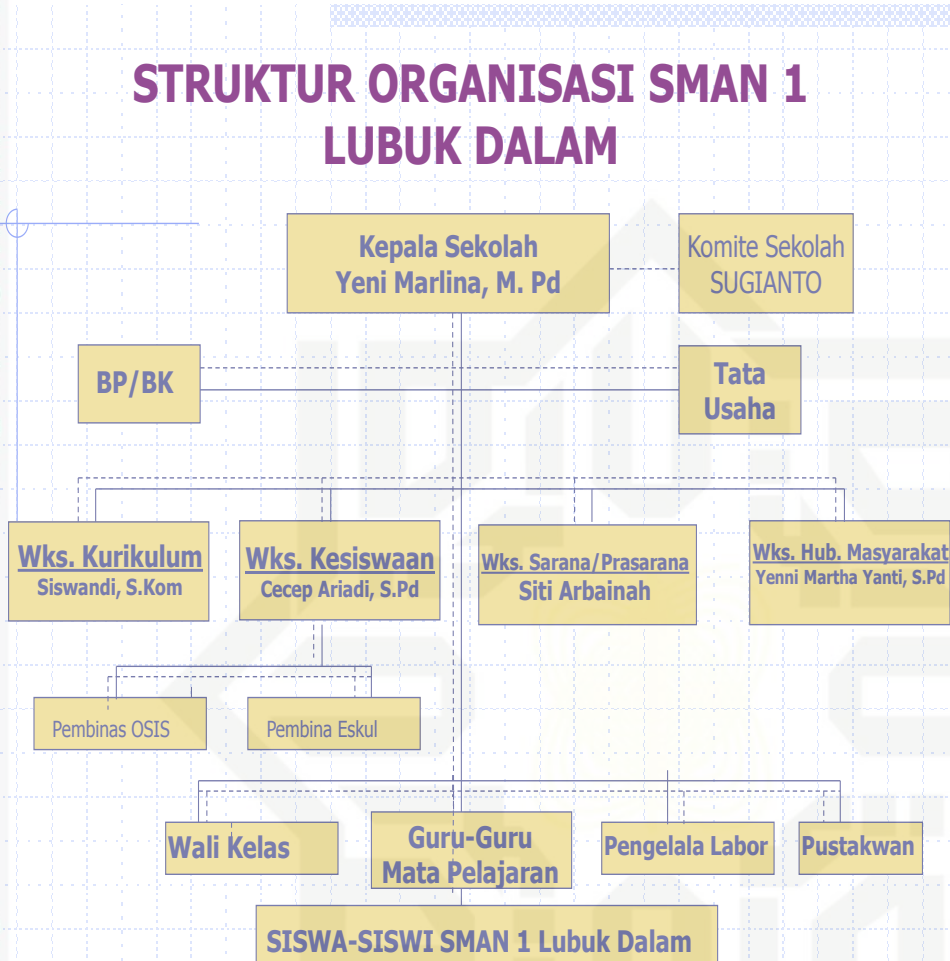 STRUKTUR ORGANISASI SMAN 1
LUBUK DALAM
Kepala Sekolah
Yeni Marlina, M. Pd
Komite Sekolah
SUGIANTO
BP/BK
Tata
Usaha
Wks. Kurikulum
Siswandi, S.Kom
Wks. Kesiswaan
Cecep Ariadi, S.Pd
Wks. Sarana/Prasarana
Siti Arbainah
Wks. Hub. Masyarakat
Yenni Martha Yanti, S.Pd
Pembinas OSIS
Pembina Eskul
Wali Kelas
Guru-Guru
Mata Pelajaran
Pengelala Labor
Pustakwan
SISWA-SISWI SMAN 1 Lubuk Dalam